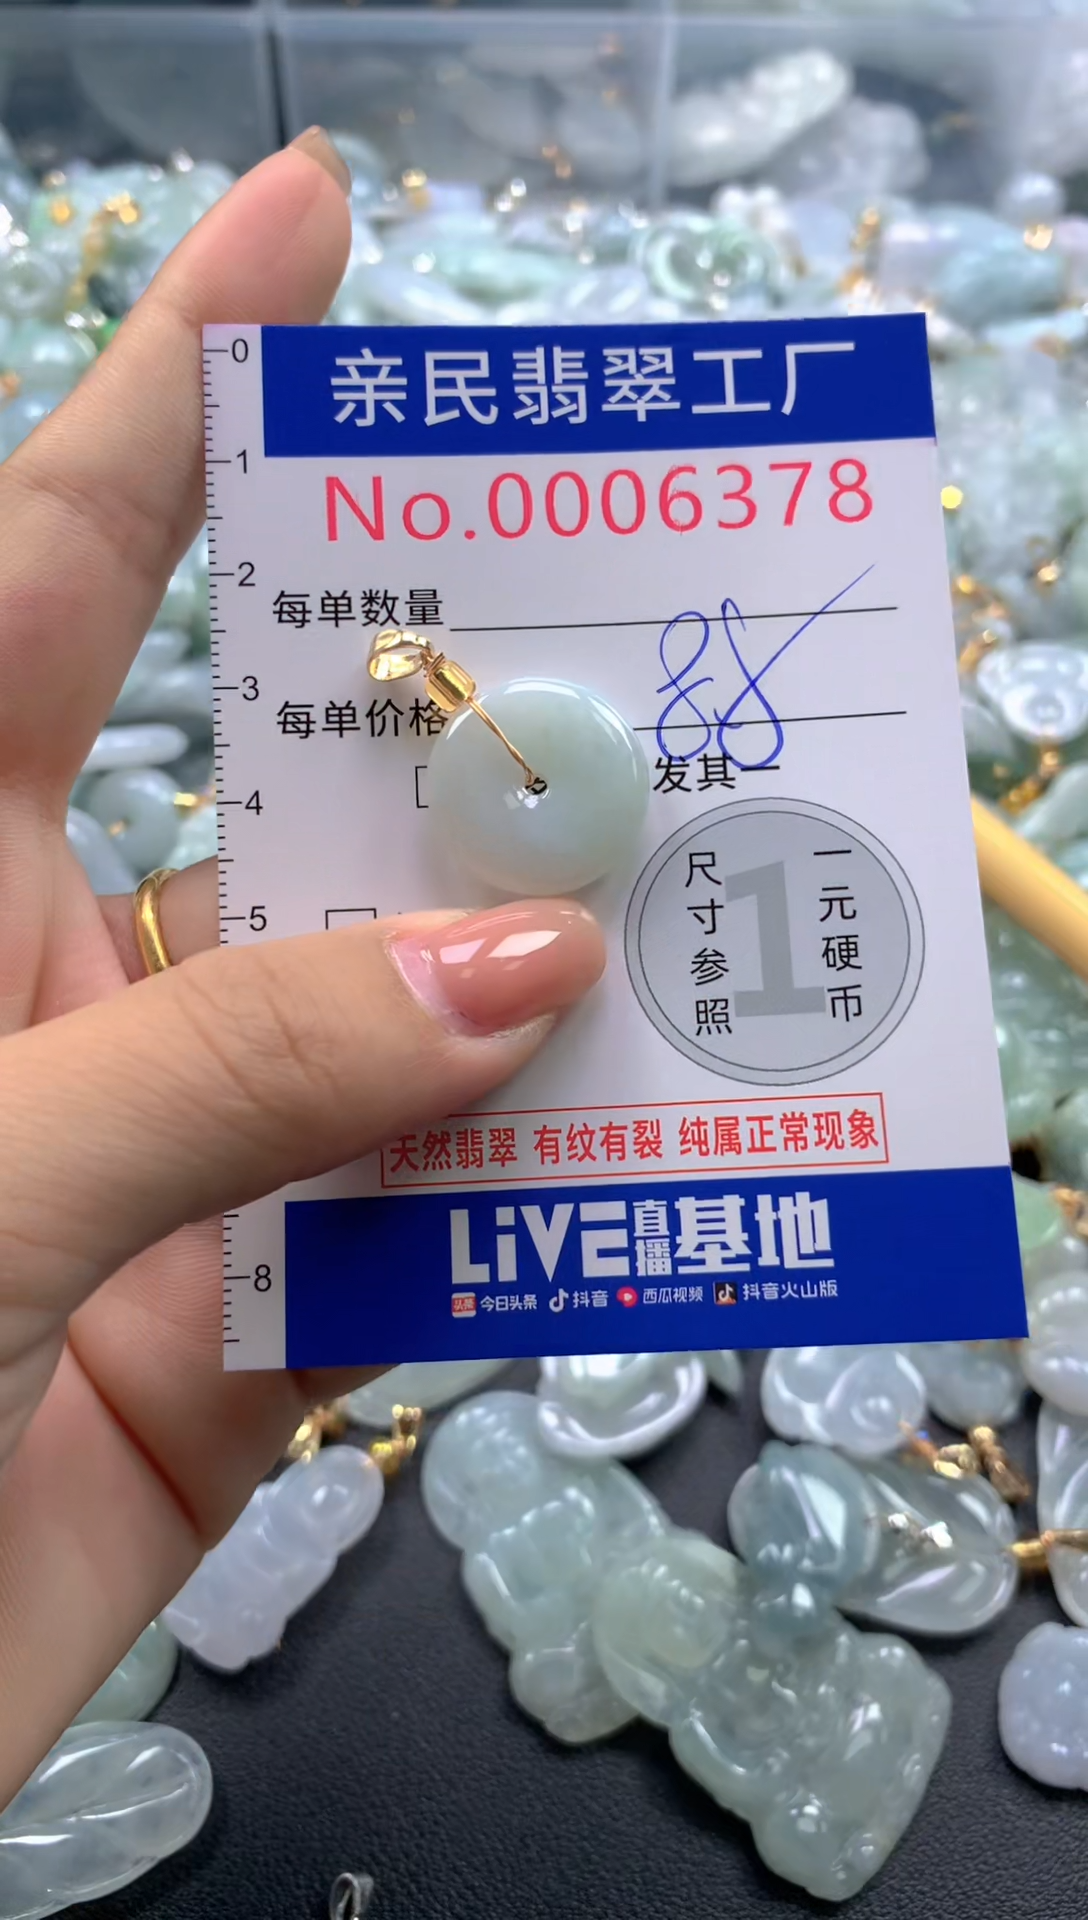 0
亲民翡翠工厂
1
No.0006378
2
每单数量
3
每单价格
88
发其一
4
尺寸参照
1
一元硬币
5
天然翡翠 有纹有裂 纯属正常现象
LiVE直播基地
8
头条 今日头条 抖音 西瓜视频 抖音火山版